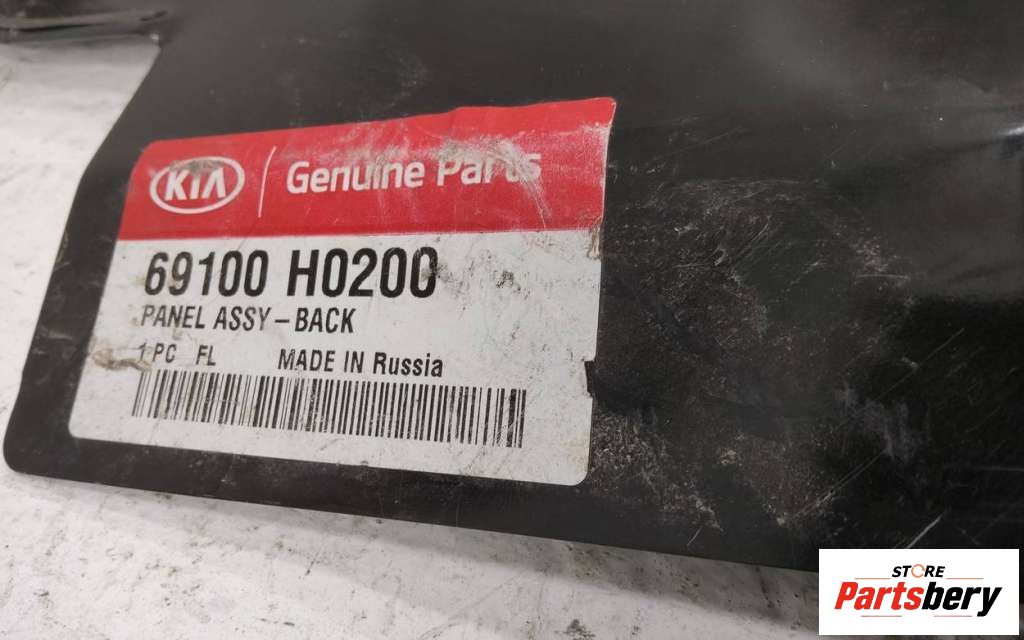 KIA Genuine Parts
69100 H0200
PANEL ASSY-BACK
1 PC FL MADE IN Russia
STORE
Partsbery